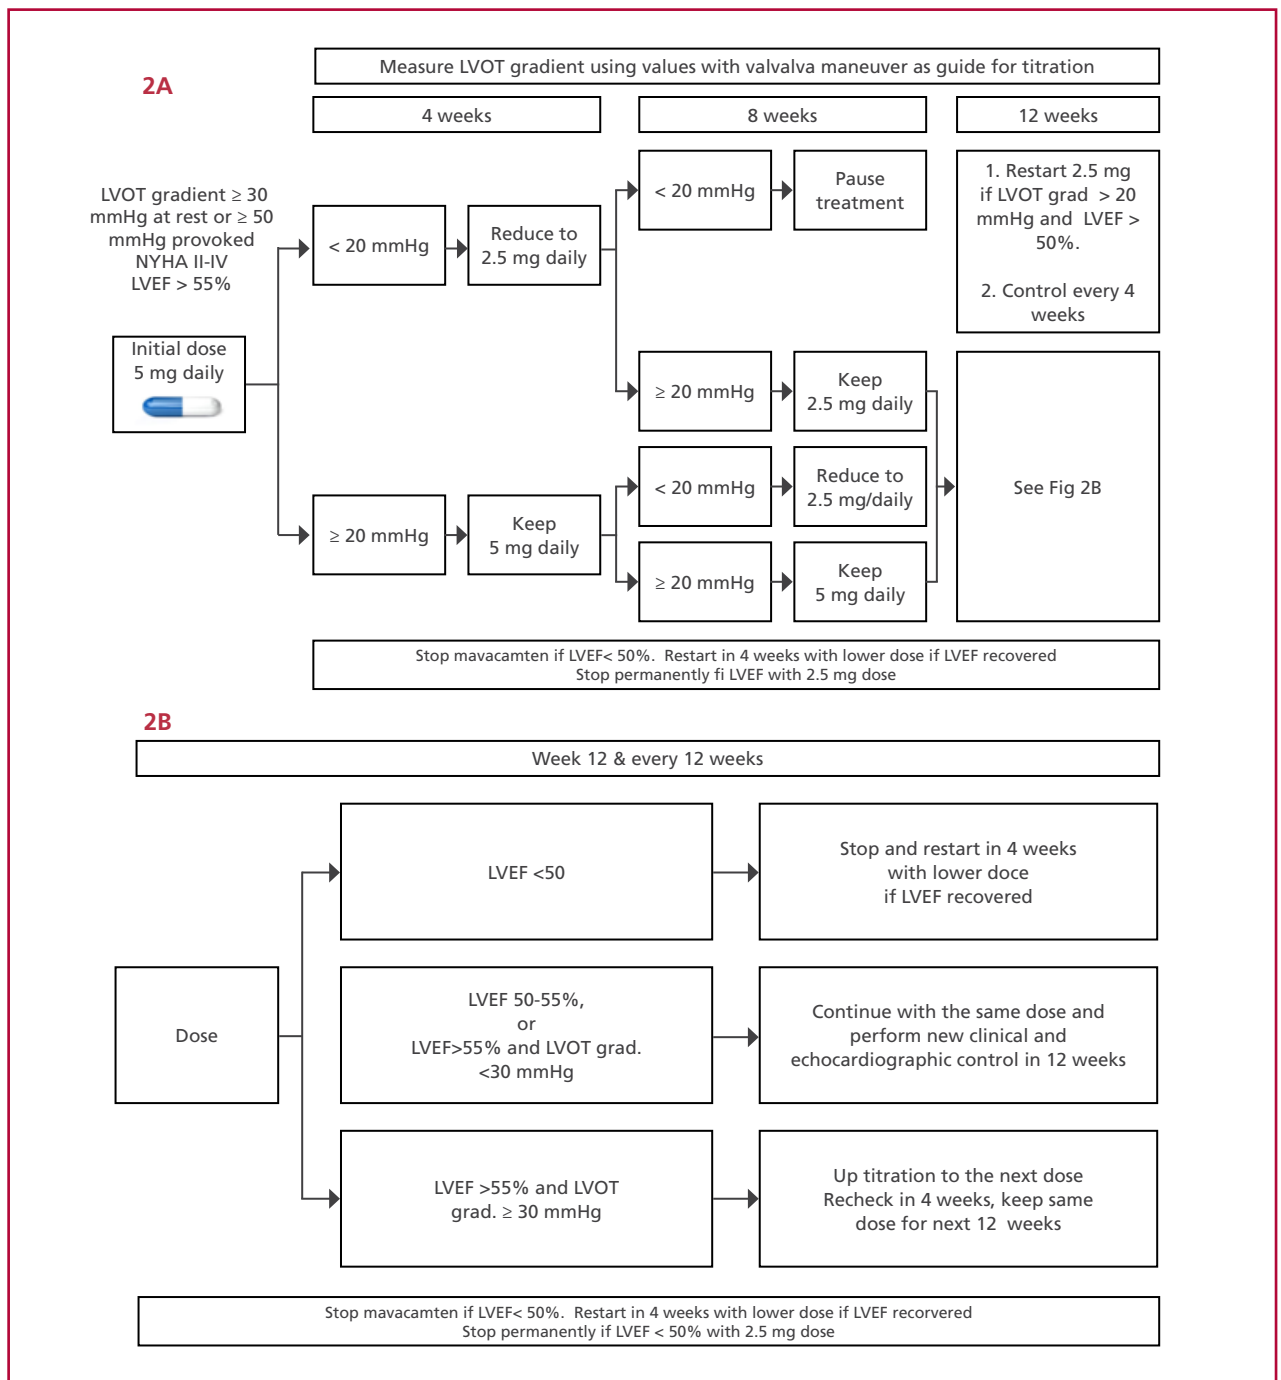 2A
Measure LVOT gradient using values with valvalva maneuver as guide for titration
4 weeks
8 weeks
12 weeks
LVOT gradient ≥ 30
mmHg at rest or ≥ 50
mmHg provoked
NYHA II-IV
LVEF > 55%
Initial dose
5 mg daily
< 20 mmHg
Reduce to
2.5 mg daily
< 20 mmHg
Pause
treatment
1. Restart 2.5 mg
if LVOT grad > 20
mmHg and LVEF >
50%.
2. Control every 4
weeks
≥ 20 mmHg
Keep
2.5 mg daily
≥ 20 mmHg
Keep
5 mg daily
< 20 mmHg
Reduce to
2.5 mg/daily
≥ 20 mmHg
Keep
5 mg daily
See Fig 2B
Stop mavacamten if LVEF< 50%. Restart in 4 weeks with lower dose if LVEF recovered
Stop permanently fi LVEF with 2.5 mg dose
2B
Week 12 & every 12 weeks
Dose
LVEF <50
Stop and restart in 4 weeks
with lower doce
if LVEF recovered
LVEF 50-55%,
or
LVEF>55% and LVOT grad.
<30 mmHg
Continue with the same dose and
perform new clinical and
echocardiographic control in 12 weeks
LVEF >55% and LVOT
grad. ≥ 30 mmHg
Up titration to the next dose
Recheck in 4 weeks, keep same
dose for next 12 weeks
Stop mavacamten if LVEF< 50%. Restart in 4 weeks with lower dose if LVEF recorvered
Stop permanently if LVEF < 50% with 2.5 mg dose